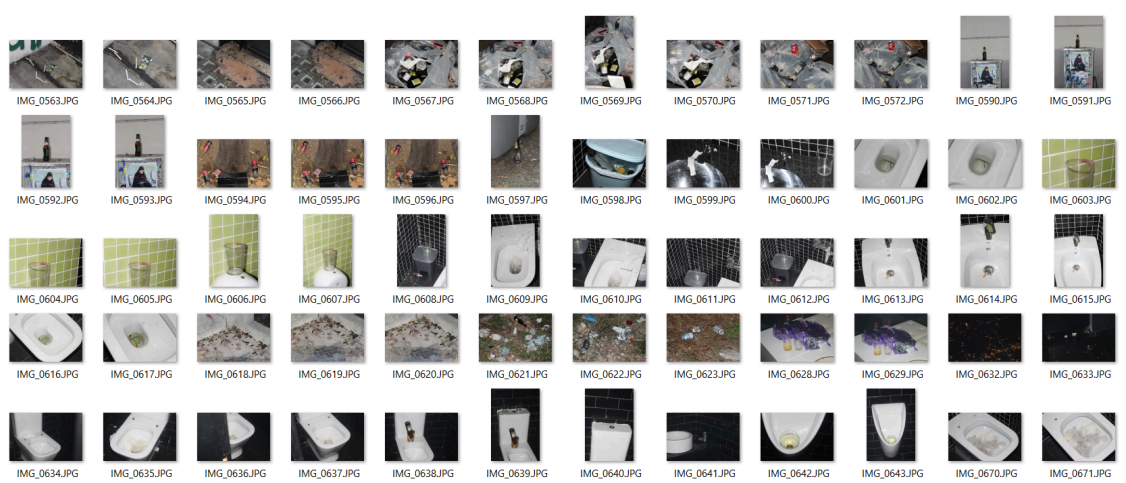 IMG_0563.JPG IMG_0564.JPG IMG_0565.JPG IMG_0566.JPG IMG_0567.JPG IMG_0568.JPG IMG_0569.JPG IMG_0570.JPG IMG_0571.JPG IMG_0572.JPG IMG_0590.JPG IMG_0591.JPG
IMG_0592.JPG IMG_0593.JPG IMG_0594.JPG IMG_0595.JPG IMG_0596.JPG IMG_0597.JPG IMG_0598.JPG IMG_0599.JPG IMG_0600.JPG IMG_0601.JPG IMG_0602.JPG IMG_0603.JPG
IMG_0604.JPG IMG_0605.JPG IMG_0606.JPG IMG_0607.JPG IMG_0608.JPG IMG_0609.JPG IMG_0610.JPG IMG_0611.JPG IMG_0612.JPG IMG_0613.JPG IMG_0614.JPG IMG_0615.JPG
IMG_0616.JPG IMG_0617.JPG IMG_0618.JPG IMG_0619.JPG IMG_0620.JPG IMG_0621.JPG IMG_0622.JPG IMG_0623.JPG IMG_0628.JPG IMG_0629.JPG IMG_0632.JPG IMG_0633.JPG
IMG_0634.JPG IMG_0635.JPG IMG_0636.JPG IMG_0637.JPG IMG_0638.JPG IMG_0639.JPG IMG_0640.JPG IMG_0641.JPG IMG_0642.JPG IMG_0643.JPG IMG_0670.JPG IMG_0671.JPG